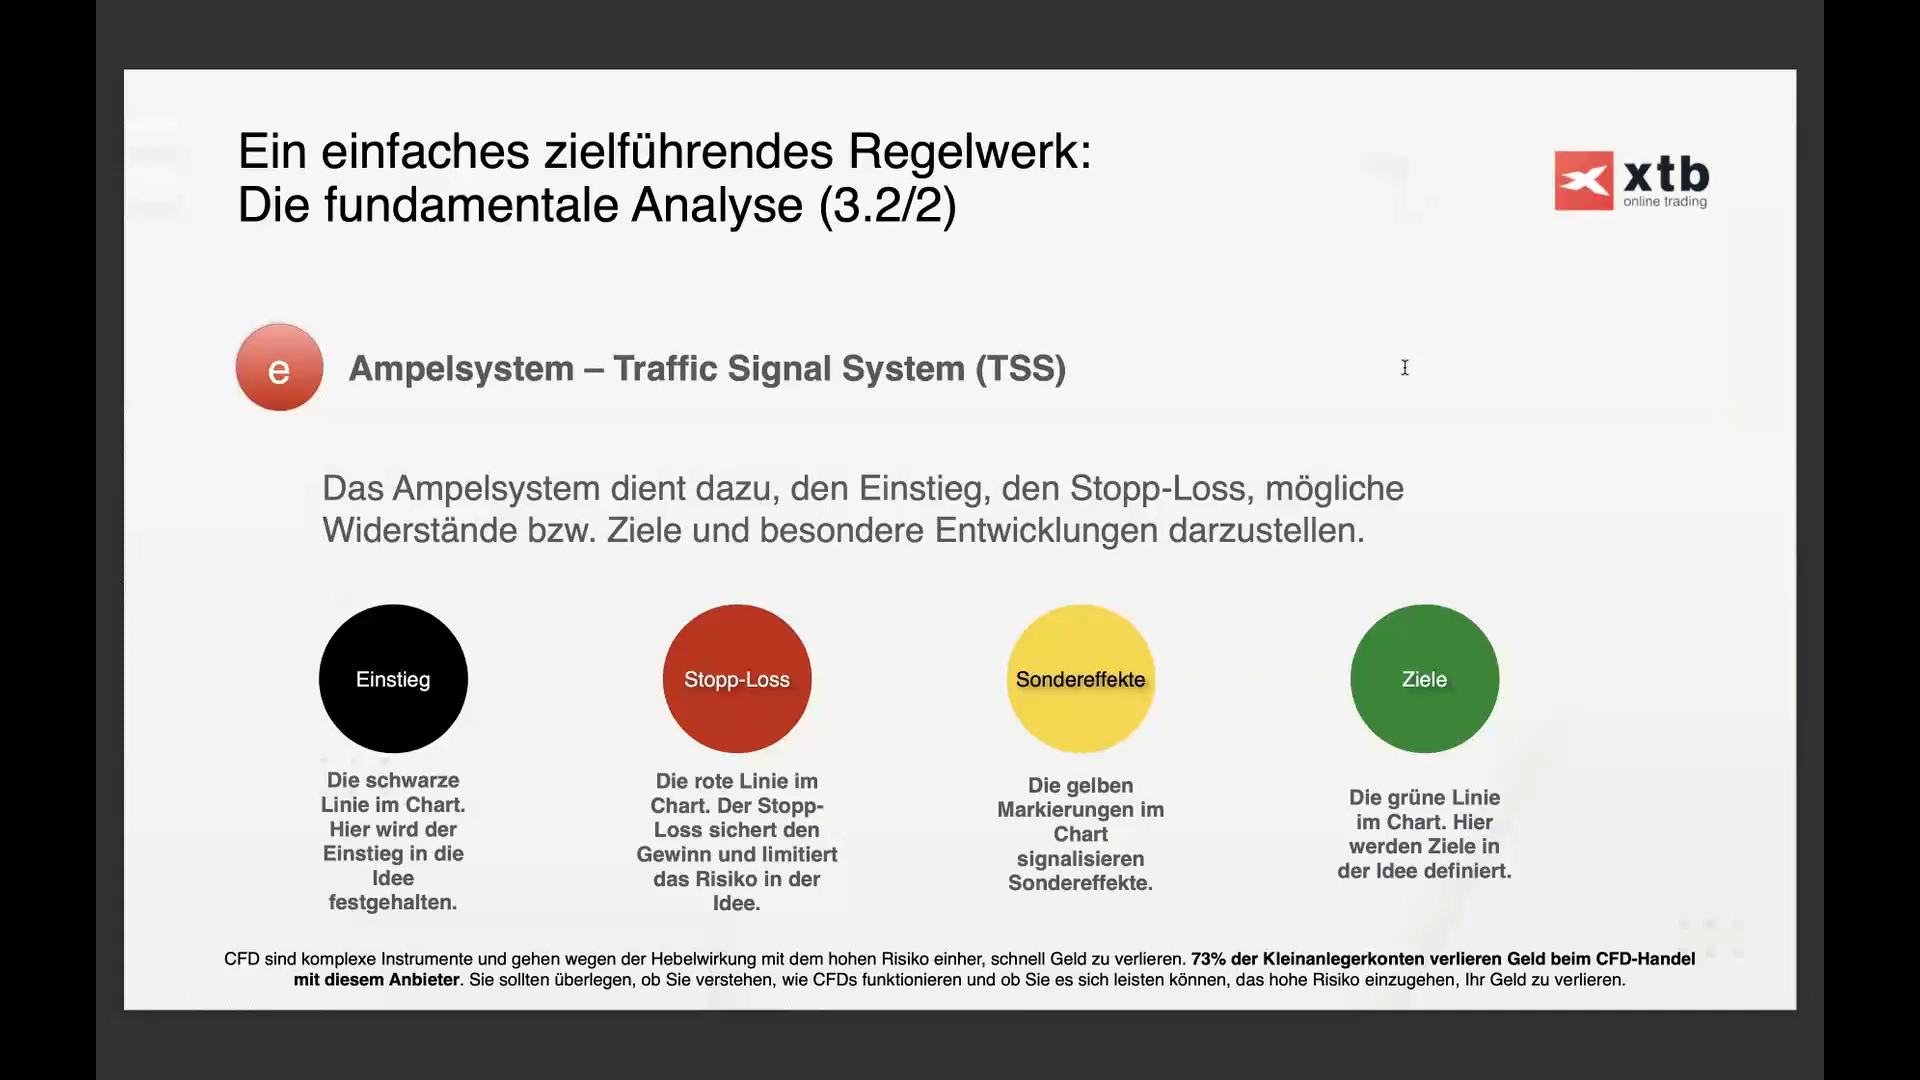 Ein einfaches zielführendes Regelwerk:
Die fundamentale Analyse (3.2/2)
xtb
online trading
e
Ampelsystem – Traffic Signal System (TSS)
Das Ampelsystem dient dazu, den Einstieg, den Stopp-Loss, mögliche
Widerstände bzw. Ziele und besondere Entwicklungen darzustellen.
Einstieg
Die schwarze
Linie im Chart.
Hier wird der
Einstieg in die
Idee
festgehalten.
Stopp-Loss
Die rote Linie im
Chart. Der Stopp-
Loss sichert den
Gewinn und limitiert
das Risiko in der
Idee.
Sondereffekte
Die gelben
Markierungen im
Chart
signalisieren
Sondereffekte.
Ziele
Die grüne Linie
im Chart. Hier
werden Ziele in
der Idee definiert.
CFD sind komplexe Instrumente und gehen wegen der Hebelwirkung mit dem hohen Risiko einher, schnell Geld zu verlieren. 73% der Kleinanlegerkonten verlieren Geld beim CFD-Handel
mit diesem Anbieter. Sie sollten überlegen, ob Sie verstehen, wie CFDs funktionieren und ob Sie es sich leisten können, das hohe Risiko einzugehen, Ihr Geld zu verlieren.